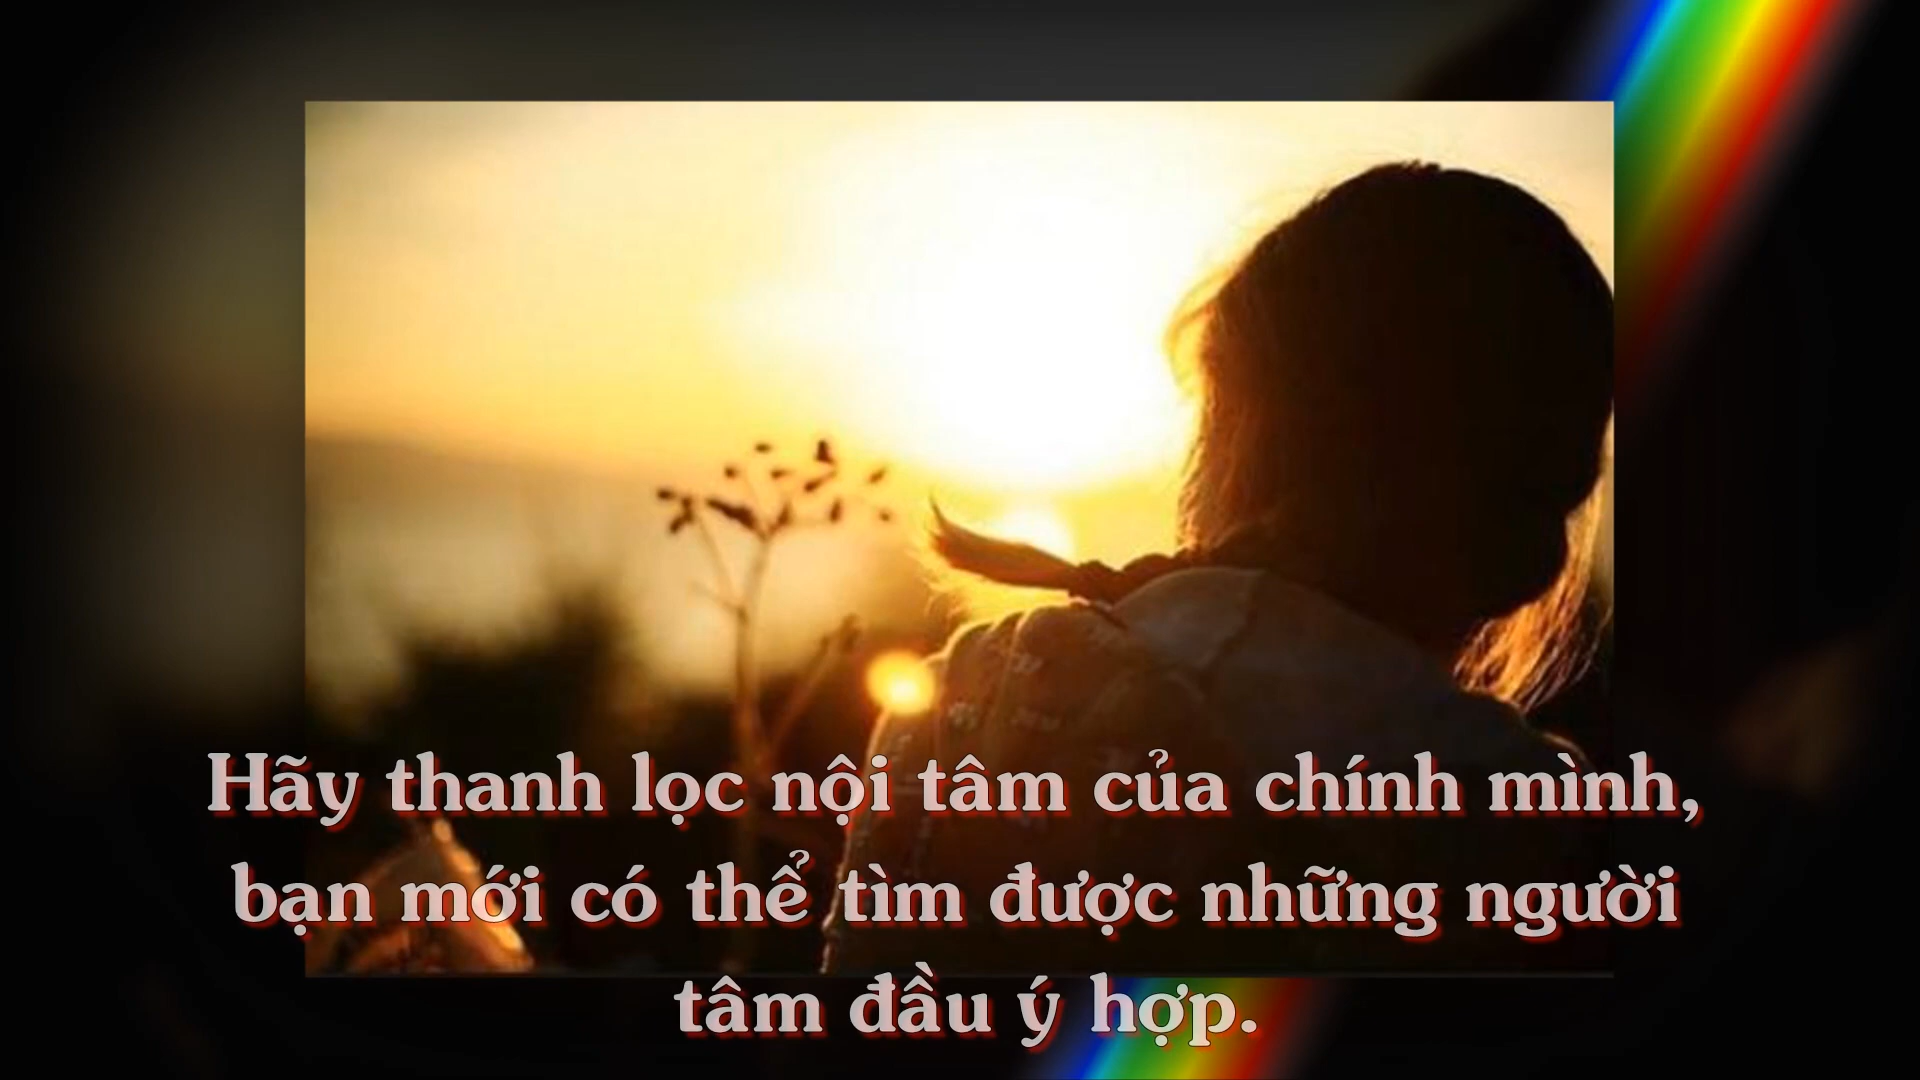 Hãy thanh lọc nội tâm của chính mình,
bạn mới có thể tìm được những người
tâm đầu ý hợp.